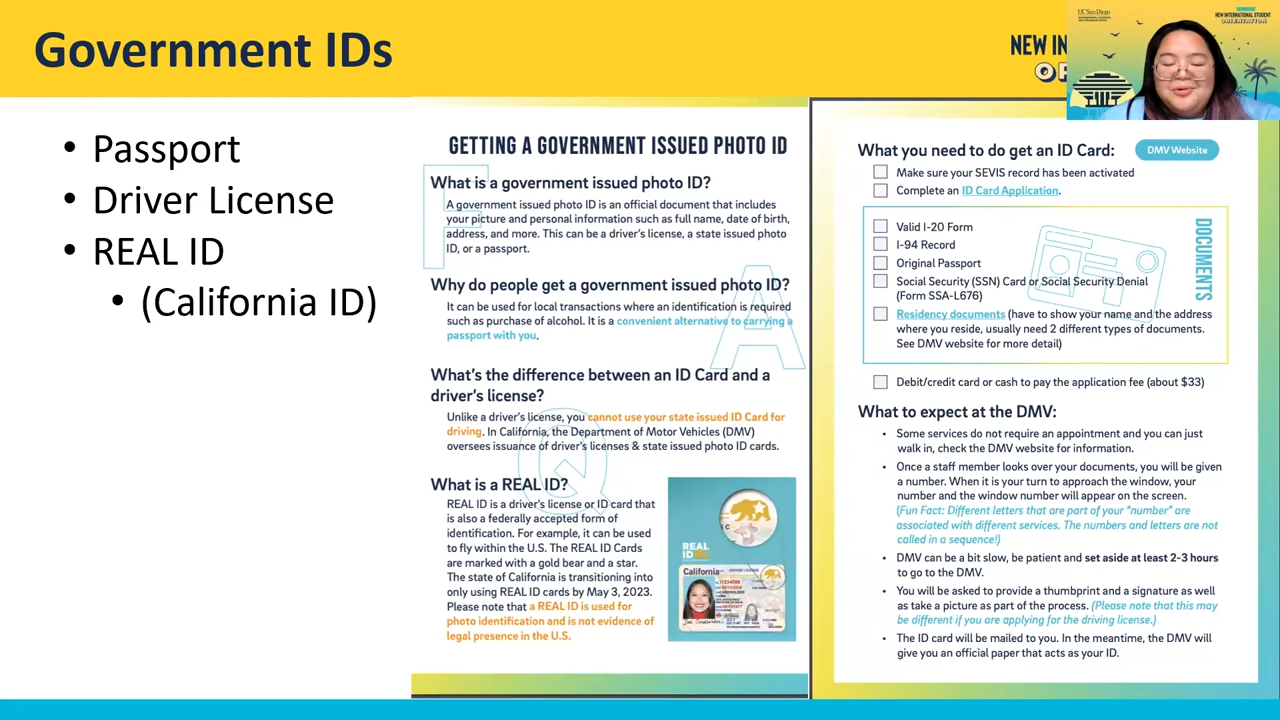 Government IDs
NEW IN
UC San Diego
NEW INTERNATIONAL STUDENT
ORIENTATION
• Passport
• Driver License
• REAL ID
• (California ID)
GETTING A GOVERNMENT ISSUED PHOTO ID
What is a government issued photo ID?
A government issued photo ID is an official document that includes
your picture and personal information such as full name, date of birth,
address, and more. This can be a driver's license, a state issued photo
ID, or a passport.
Why do people get a government issued photo ID?
It can be used for local transactions where an identification is required
such as purchase of alcohol. It is a convenient alternative to carrying a
passport with you.
What's the difference between an ID Card and a
driver's license?
Unlike a driver's license, you cannot use your state issued ID Card for
driving. In California, the Department of Motor Vehicles (DMV)
oversees issuance of driver's licenses & state issued photo ID cards.
What is a REAL ID?
REAL ID is a driver's license or ID card that
is also a federally accepted form of
identification. For example, it can be used
to fly within the U.S. The REAL ID Cards
are marked with a gold bear and a star.
The state of California is transitioning into
only using REAL ID cards by May 3, 2023.
Please note that a REAL ID is used for
photo identification and is not evidence of
legal presence in the U.S.
F
A
Q
REAL
ID
California
DRIVER LICENSE
What you need to do get an ID Card:
DMV Website
Make sure your SEVIS record has been activated
Complete an ID Card Application.
Valid I-20 Form
I-94 Record
Original Passport
Social Security (SSN) Card or Social Security Denial
(Form SSA-L676)
Residency documents (have to show your name and the address
where you reside, usually need 2 different types of documents.
See DMV website for more detail)
DOCUMENTS
Debit/credit card or cash to pay the application fee (about $33)
What to expect at the DMV:
• Some services do not require an appointment and you can just
walk in, check the DMV website for information.
• Once a staff member looks over your documents, you will be given
a number. When it is your turn to approach the window, your
number and the window number will appear on the screen.
(Fun Fact: Different letters that are part of your "number" are
associated with different services. The numbers and letters are not
called in a sequence!)
• DMV can be a bit slow, be patient and set aside at least 2-3 hours
to go to the DMV.
• You will be asked to provide a thumbprint and a signature as well
as take a picture as part of the process. (Please note that this may
be different if you are applying for the driving license.)
• The ID card will be mailed to you. In the meantime, the DMV will
give you an official paper that acts as your ID.